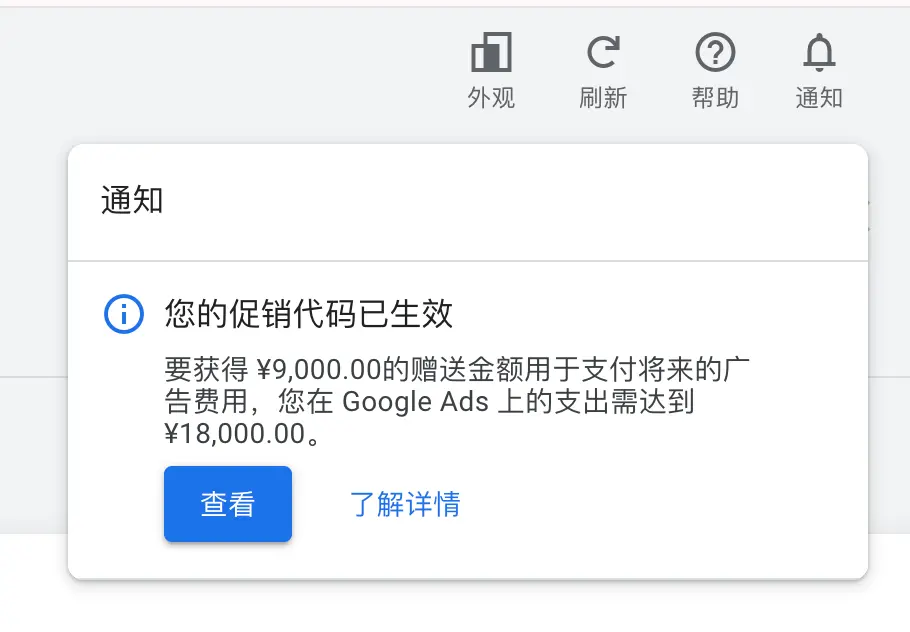 外观
刷新
帮助
通知
通知
您的促销代码已生效
要获得 ¥9,000.00的赠送金额用于支付将来的广
告费用，您在 Google Ads 上的支出需达到
¥18,000.00。
查看
了解详情